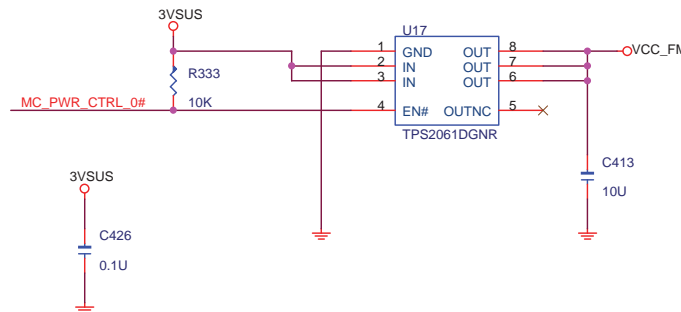 3VSUS
U17
1 GND OUT 8
VCC_FM
2 IN OUT 7
R333
3 IN OUT 6
MC_PWR_CTRL_0# 10K
4 EN# OUTNC 5
TPS2061DGNR
C413
3VSUS
10U
C426
0.1U